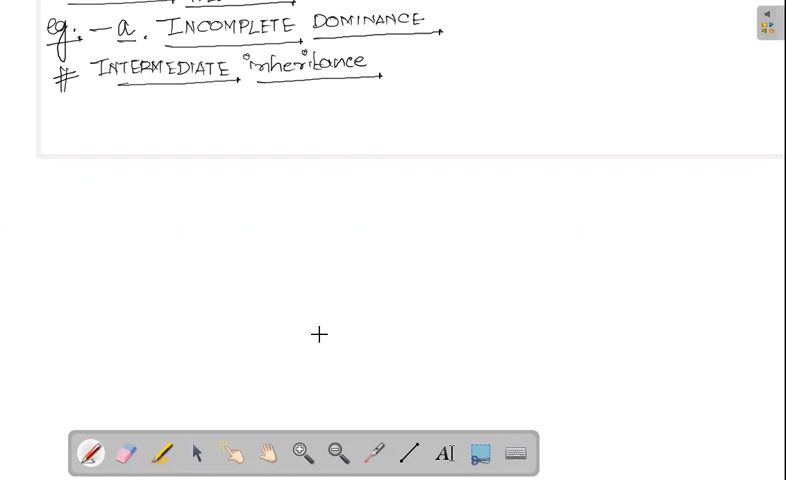 eg:- a. INCOMPLETE DOMINANCE
# INTERMEDIATE inheritance